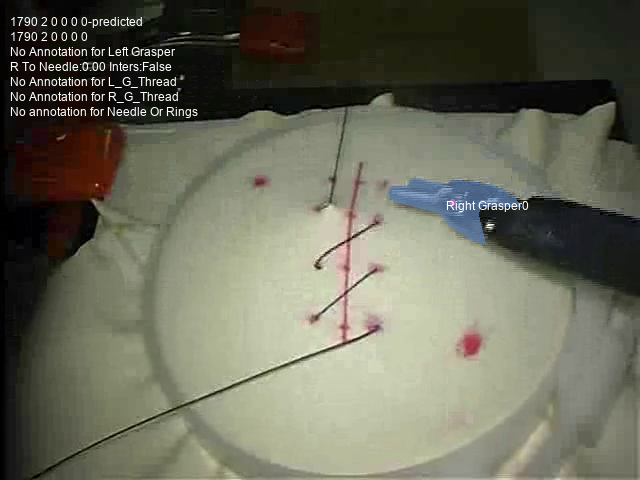 1790 2 0 0 0 0-predicted
1790 2 0 0 0 0
No Annotation for Left Grasper
R To Needle:0.00 Inters:False
No Annotation for L_G_Thread
No Annotation for R_G_Thread
No annotation for Needle Or Rings
Right Grasper0